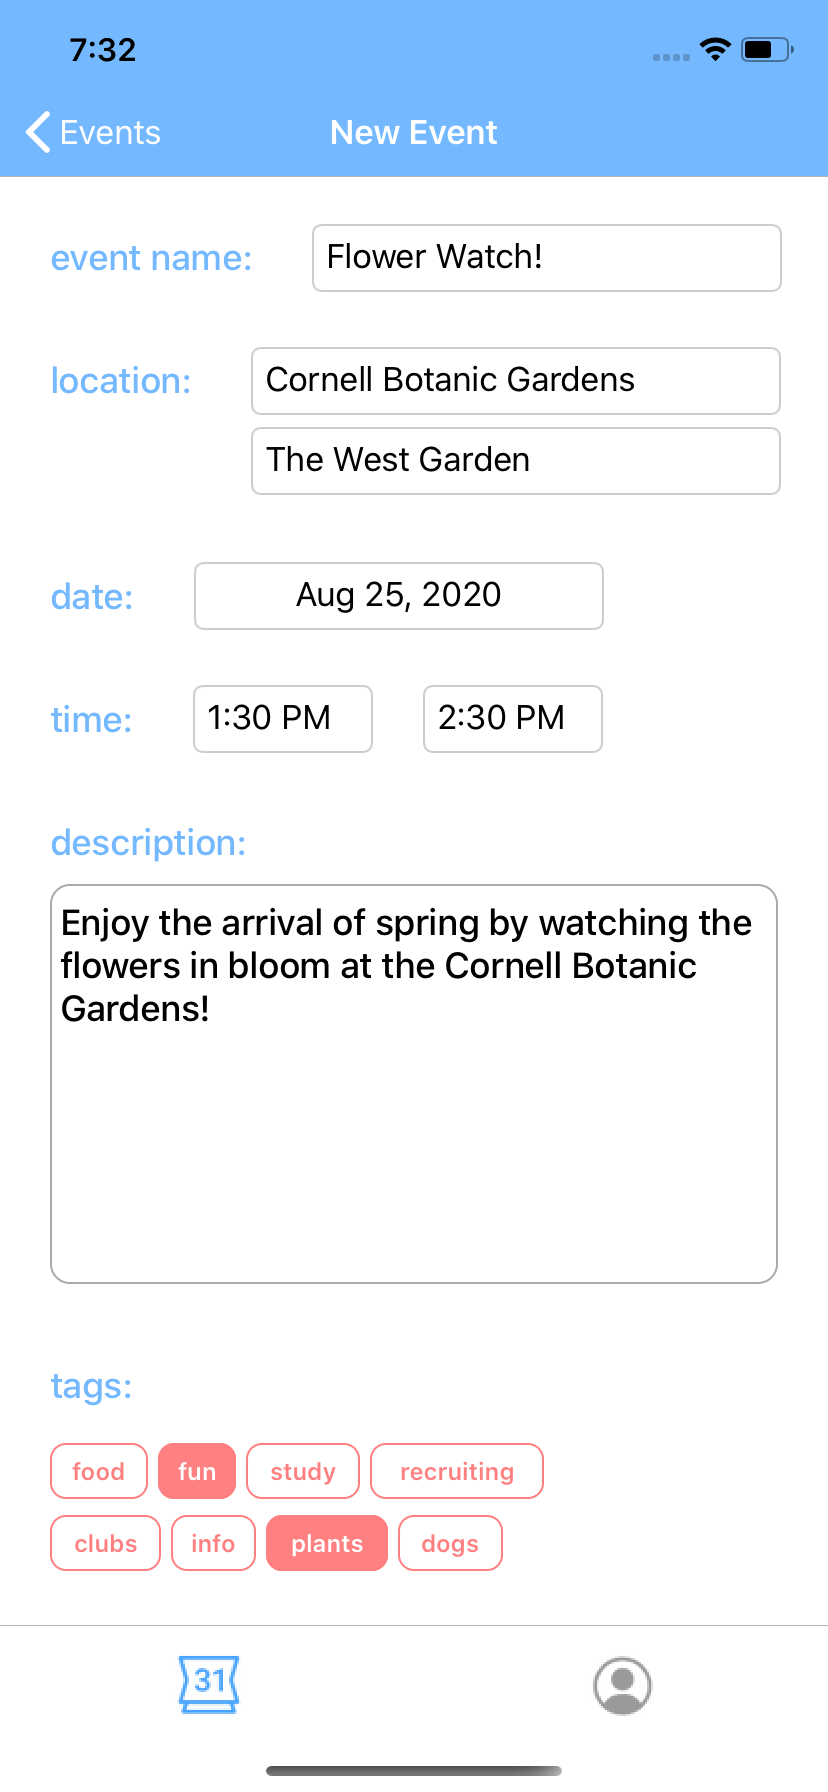 7:32
Events
New Event
event name:
Flower Watch!
location:
Cornell Botanic Gardens
The West Garden
date:
Aug 25, 2020
time:
1:30 PM
2:30 PM
description:
Enjoy the arrival of spring by watching the
flowers in bloom at the Cornell Botanic
Gardens!
tags:
food fun study recruiting
clubs info plants dogs
31